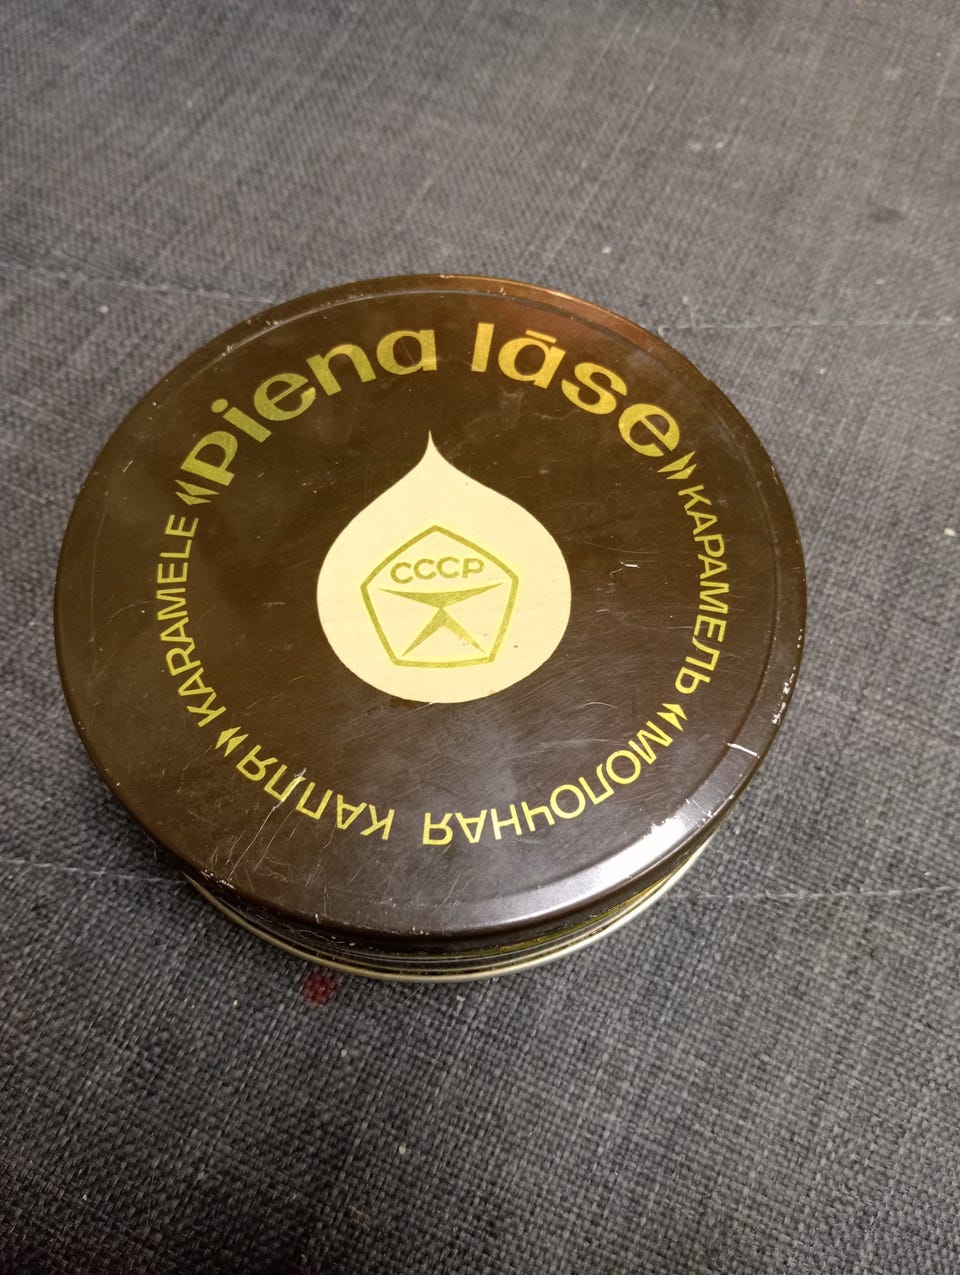 KARAMELE «piena lāse»
КАРАМЕЛЬ «МОЛОЧНАЯ КАПЛЯ»
СССР